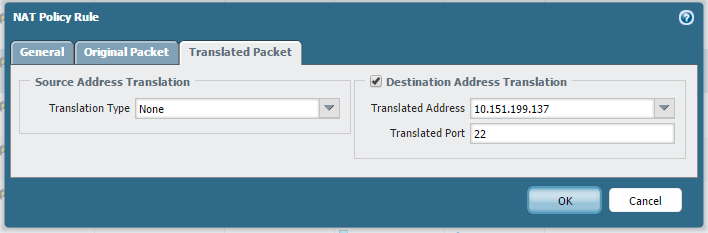 NAT Policy Rule
General
Original Packet
Translated Packet
Source Address Translation
Translation Type None
Destination Address Translation
Translated Address 10.151.199.137
Translated Port 22
OK
Cancel